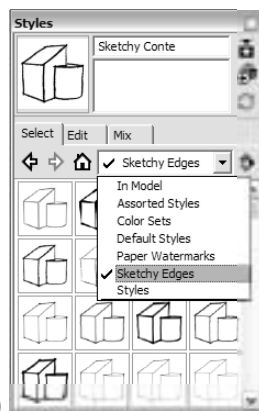 Styles
Sketchy Conte
Select Edit Mix
Sketchy Edges
In Model
Assorted Styles
Color Sets
Default Styles
Paper Watermarks
Sketchy Edges
Styles
)